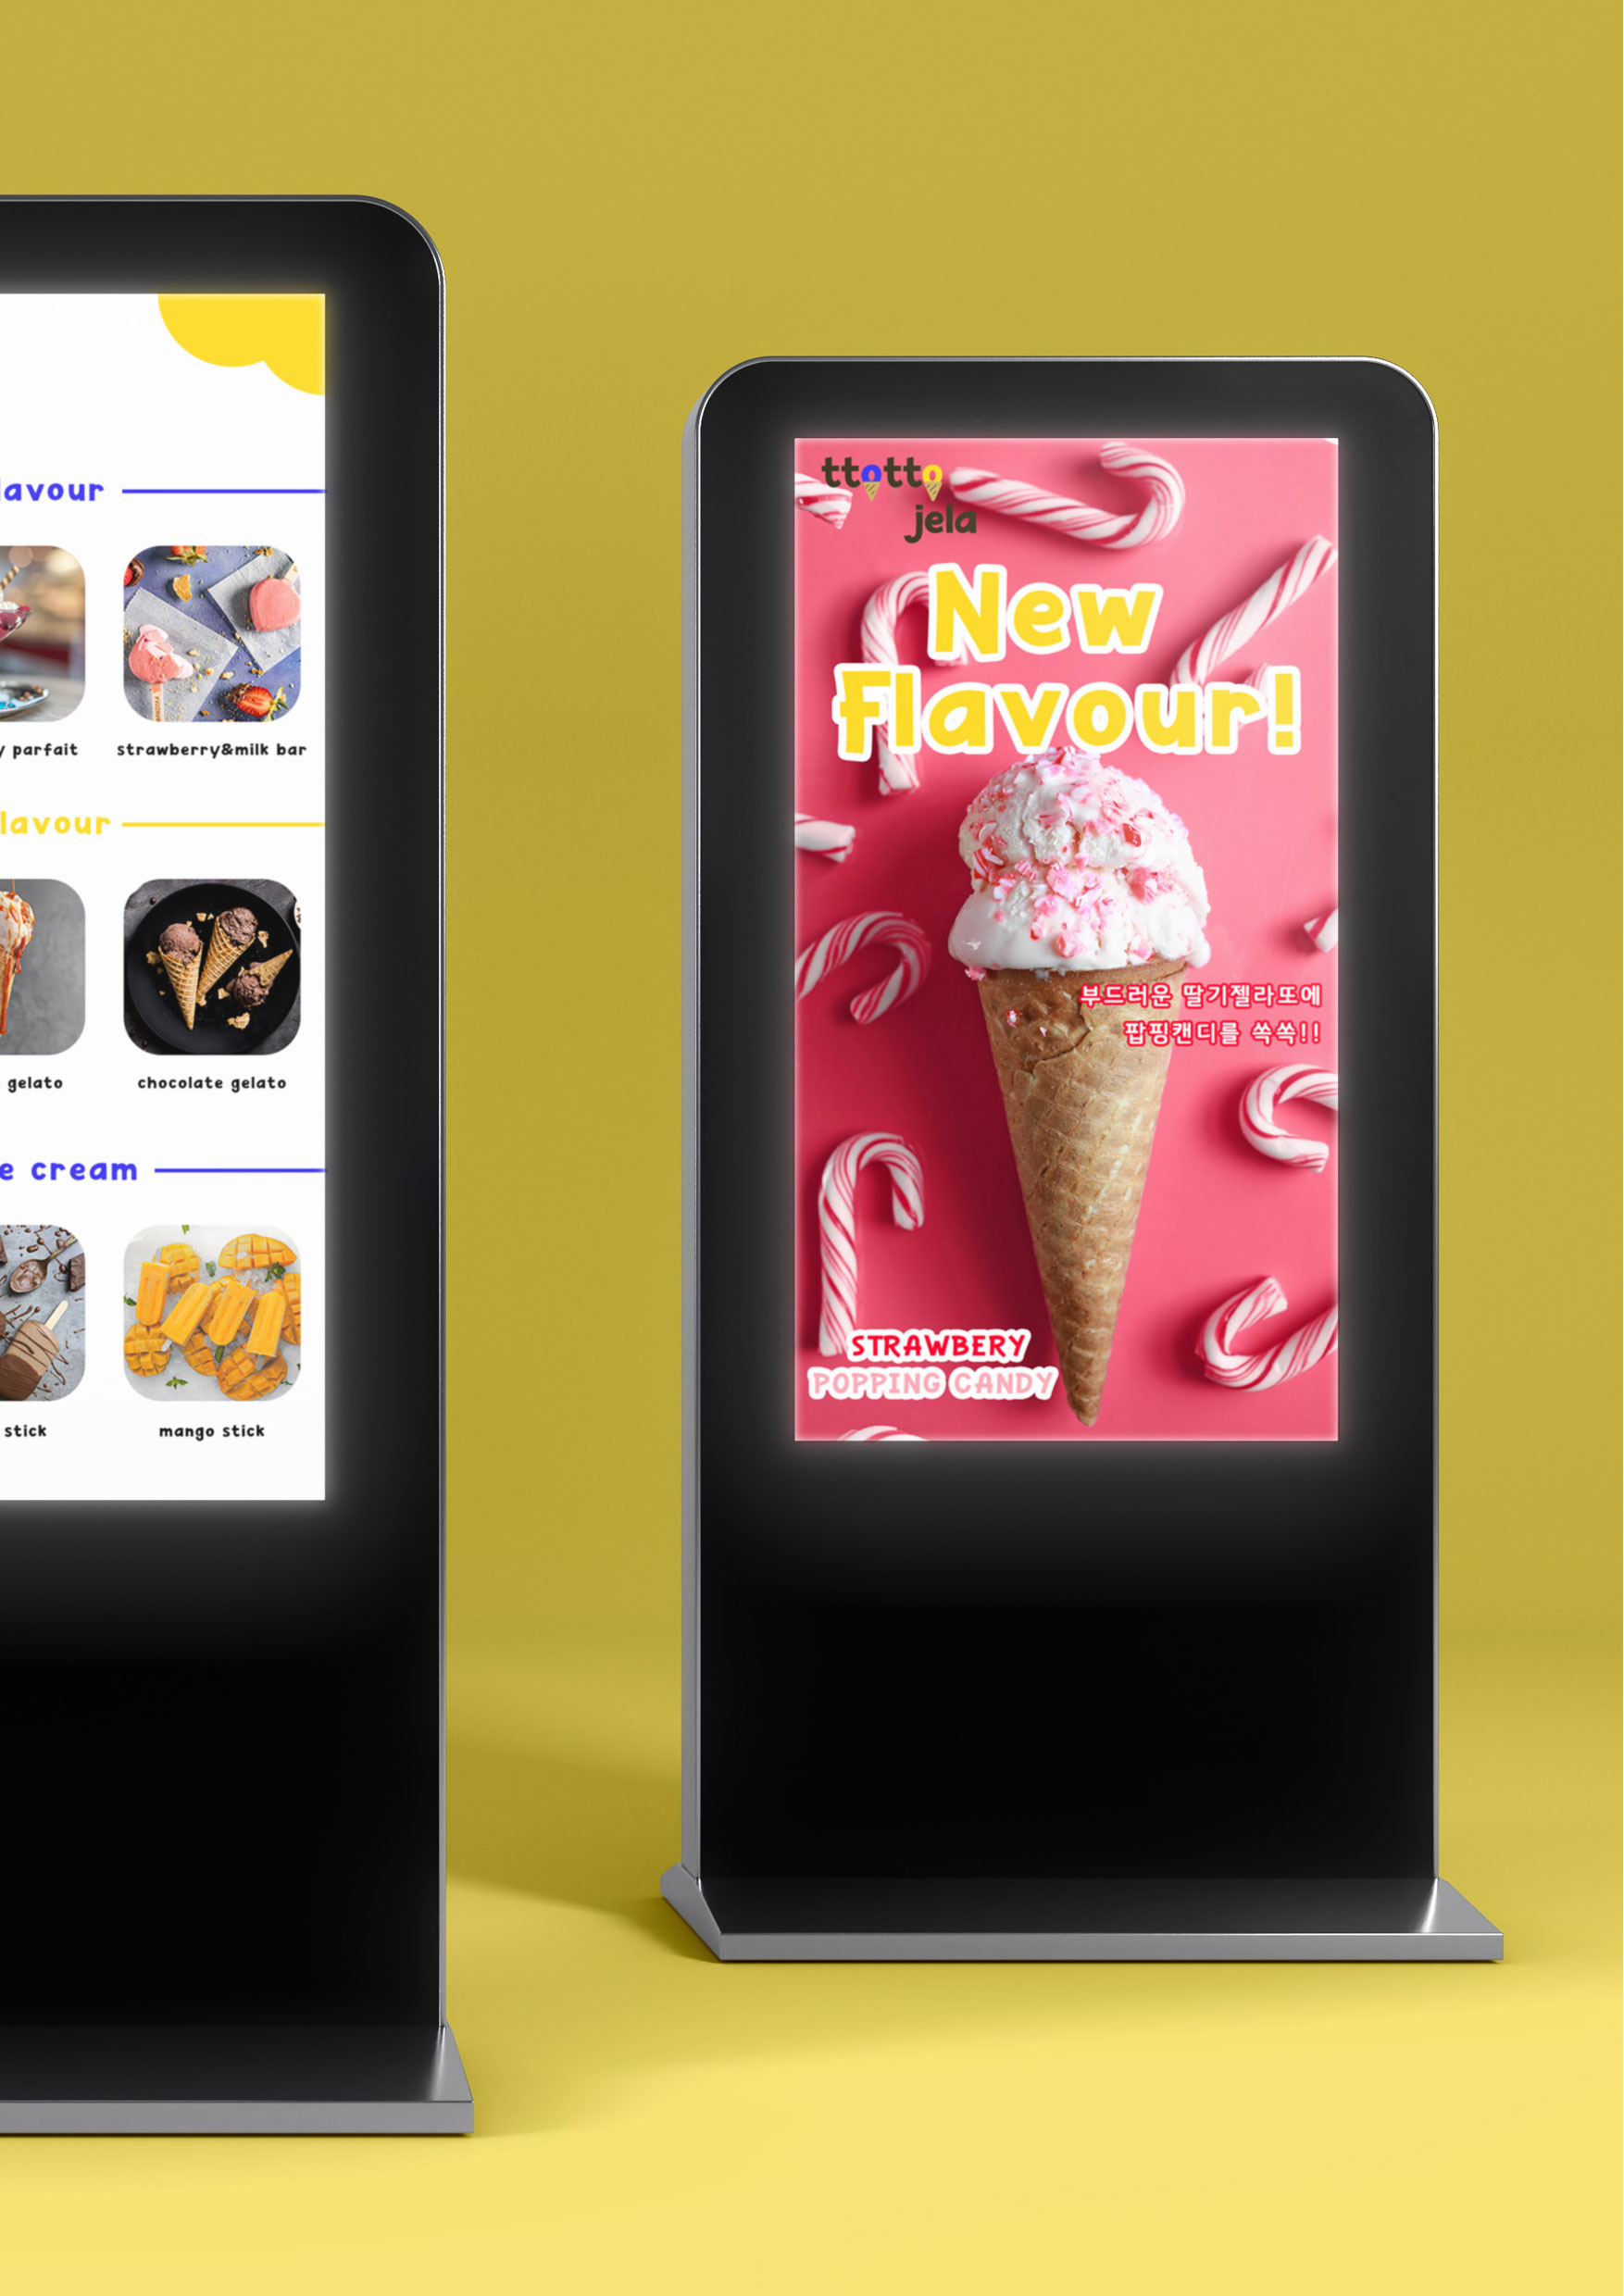 lavour
parfait
strawberry&milk bar
lavour
gelato
chocolate gelato
e cream
stick
mango stick
ttotto
jela
New
Flavour!
부드러운 딸기젤라또에
팝핑캔디를 쏙쏙!!
STRAWBERY
POPPING CANDY